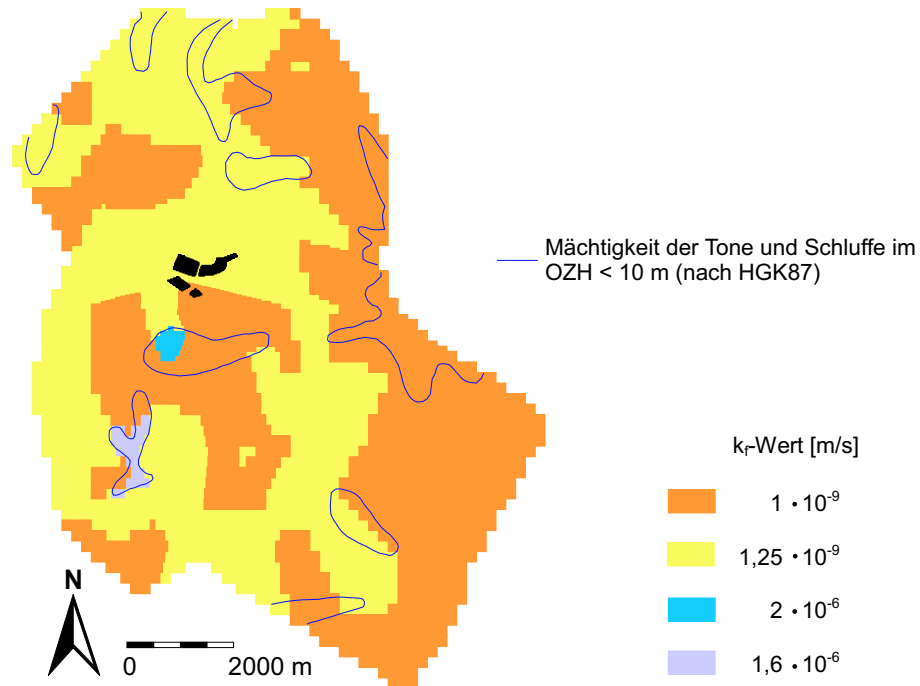 Mächtigkeit der Tone und Schluffe im
OZH < 10 m (nach HGK87)
kf-Wert [m/s]
1 • 10-9
1,25 • 10-9
2 • 10-6
1,6 • 10-6
N
0 2000 m